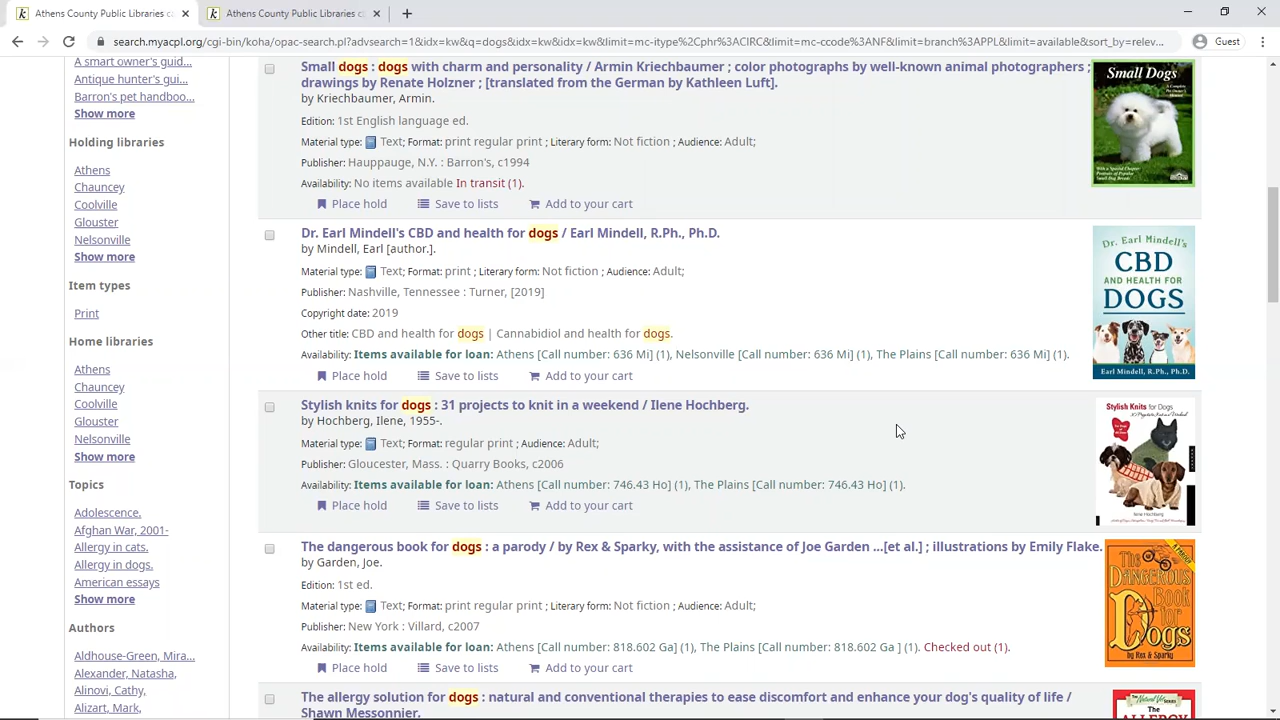 Athens County Public Libraries c
Athens County Public Libraries c
search.myacpl.org/cgi-bin/koha/opac-search.pl?advsearch=1&idx=kw&q=dogs&idx=kw&idx=kw&limit=mc-itype%2Cphr%3ACIRC&limit=mc-ccode%3ANF&limit=branch%3APPL&limit=available&sort_by=relev...
Guest
A smart owner's guid...
Antique hunter's gui...
Barron's pet handboo...
Show more
Holding libraries
Athens
Chauncey
Coolville
Glouster
Nelsonville
Show more
Item types
Print
Home libraries
Athens
Chauncey
Coolville
Glouster
Nelsonville
Show more
Topics
Adolescence.
Afghan War, 2001-
Allergy in cats.
Allergy in dogs.
American essays
Show more
Authors
Aldhouse-Green, Mira...
Alexander, Natasha,
Alinovi, Cathy,
Alizart, Mark,
Small dogs : dogs with charm and personality / Armin Kriechbaumer ; color photographs by well-known animal photographers ;
drawings by Renate Holzner ; [translated from the German by Kathleen Luft].
by Kriechbaumer, Armin.
Edition: 1st English language ed.
Material type: Text; Format: print regular print ; Literary form: Not fiction ; Audience: Adult;
Publisher: Hauppauge, N.Y. : Barron's, c1994
Availability: No items available In transit (1).
Place hold Save to lists Add to your cart
Small Dogs
Dr. Earl Mindell's CBD and health for dogs / Earl Mindell, R.Ph., Ph.D.
by Mindell, Earl [author.]
Material type: Text; Format: print ; Literary form: Not fiction ; Audience: Adult;
Publisher: Nashville, Tennessee : Turner, [2019]
Copyright date: 2019
Other title: CBD and health for dogs | Cannabidiol and health for dogs.
Availability: Items available for loan: Athens [Call number: 636 Mi] (1), Nelsonville [Call number: 636 Mi] (1), The Plains [Call number: 636 Mi] (1).
Place hold Save to lists Add to your cart
Dr. Earl Mindell's
CBD
AND HEALTH FOR
DOGS
Earl Mindell, R.Ph., Ph.D.
Stylish knits for dogs : 31 projects to knit in a weekend / Ilene Hochberg.
by Hochberg, Ilene,
Material type: Text; Format: regular print ; Audience: Adult;
Publisher: Gloucester, Mass. : Quarry Books, c2006
Availability: Items available for loan: Athens [Call number: 746.43 Ho] (1), The Plains [Call number: 746.43 Ho] (1).
Place hold Save to lists Add to your cart
Stylish Knits for Dogs
The dangerous book for dogs : a parody / by Rex & Sparky, with the assistance of Joe Garden ...[et al.] ; illustrations by Emily Flake.
by Garden, Joe.
Edition: 1st ed.
Material type: Text; Format: print regular print ; Literary form: Not fiction ; Audience: Adult;
Publisher: New York : Villard,
Availability: Items available for loan: Athens [Call number: 818.602 Ga] (1), The Plains [Call number: 818.602 Ga ] (1). Checked out (1).
Place hold Save to lists Add to your cart
The
DANGEROUS
Book
for
Dogs
by Rex & Sparky
The allergy solution for dogs : natural and conventional therapies to ease discomfort and enhance your dog's quality of life /
Shawn Messonnier.
The
ALLERGY